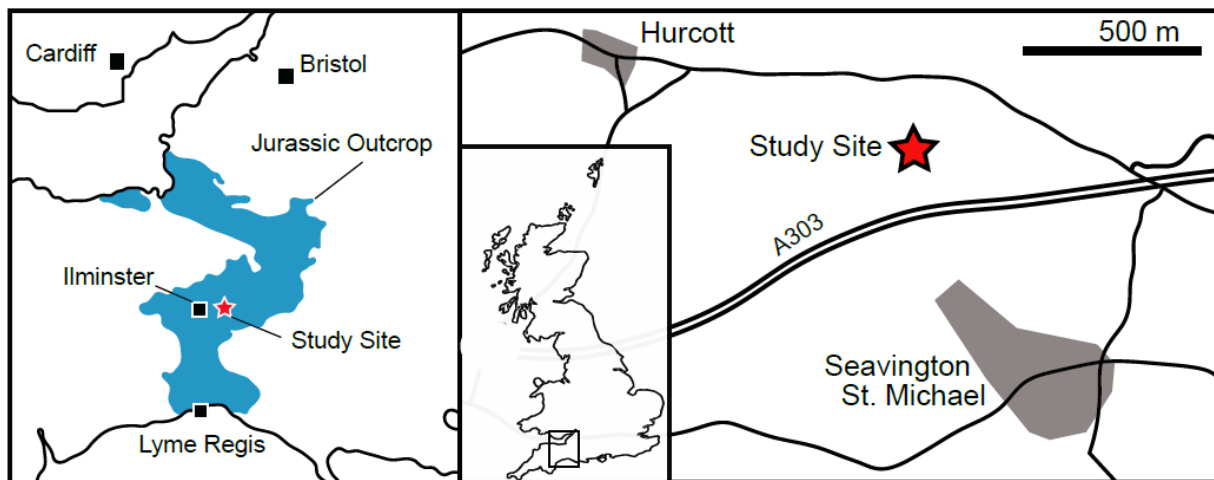 Cardiff
Bristol
Jurassic Outcrop
Ilminster
Study Site
Lyme Regis
Hurcott
500 m
Study Site
A303
Seavington
St. Michael